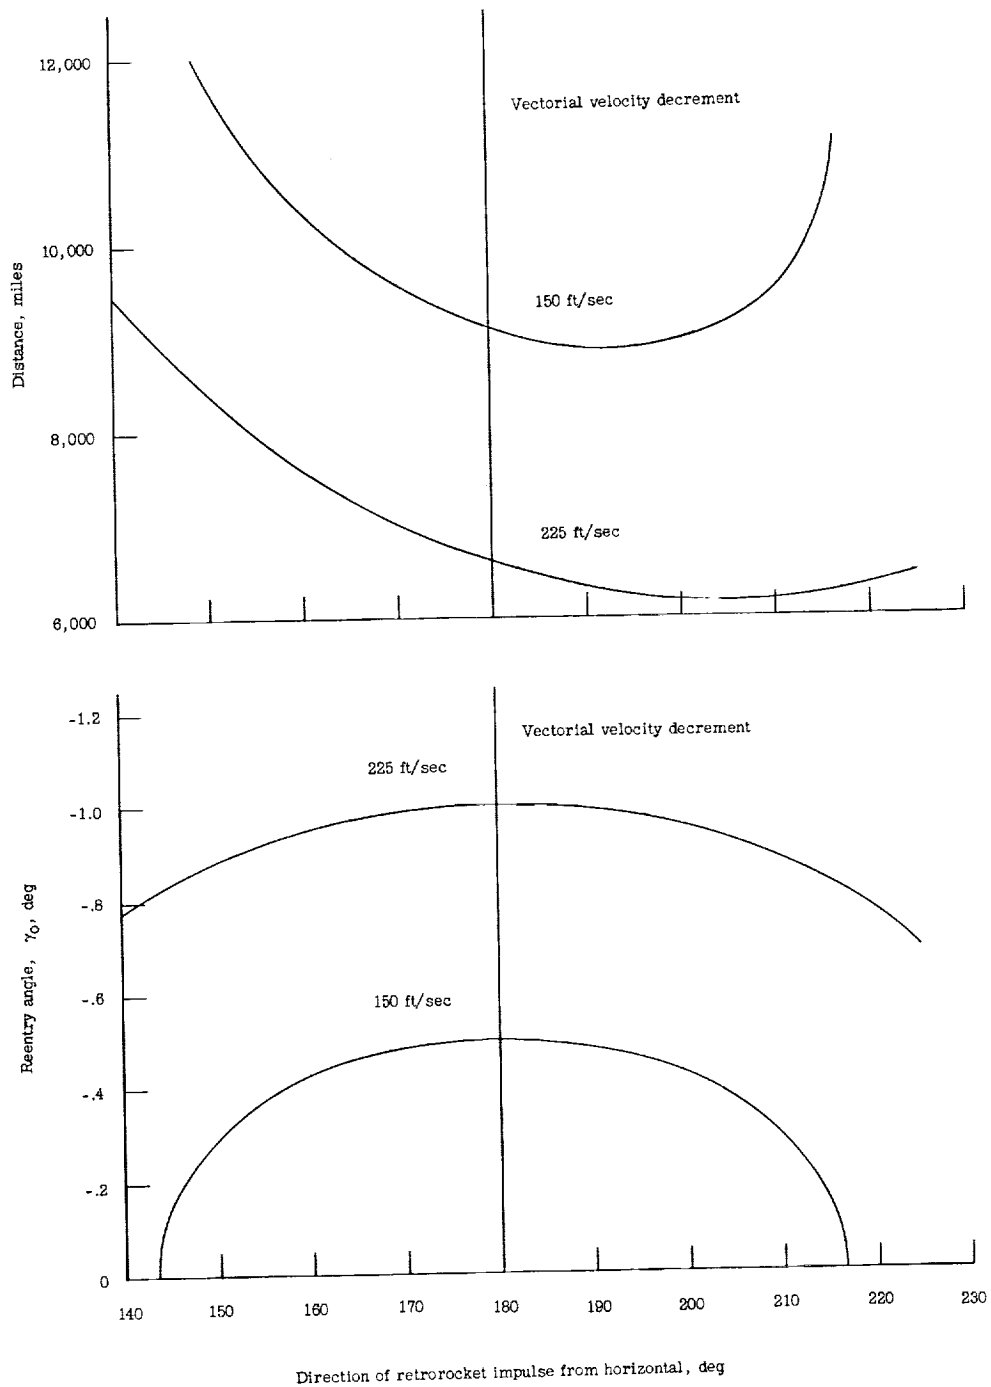 12,000
Vectorial velocity decrement
10,000
150 ft/sec
Distance, miles
8,000
225 ft/sec
6,000
-1.2
Vectorial velocity decrement
225 ft/sec
-1.0
-.8
Reentry angle, γo, deg
-.6
150 ft/sec
-.4
-.2
0
140 150 160 170 180 190 200 210 220 230
Direction of retrorocket impulse from horizontal, deg